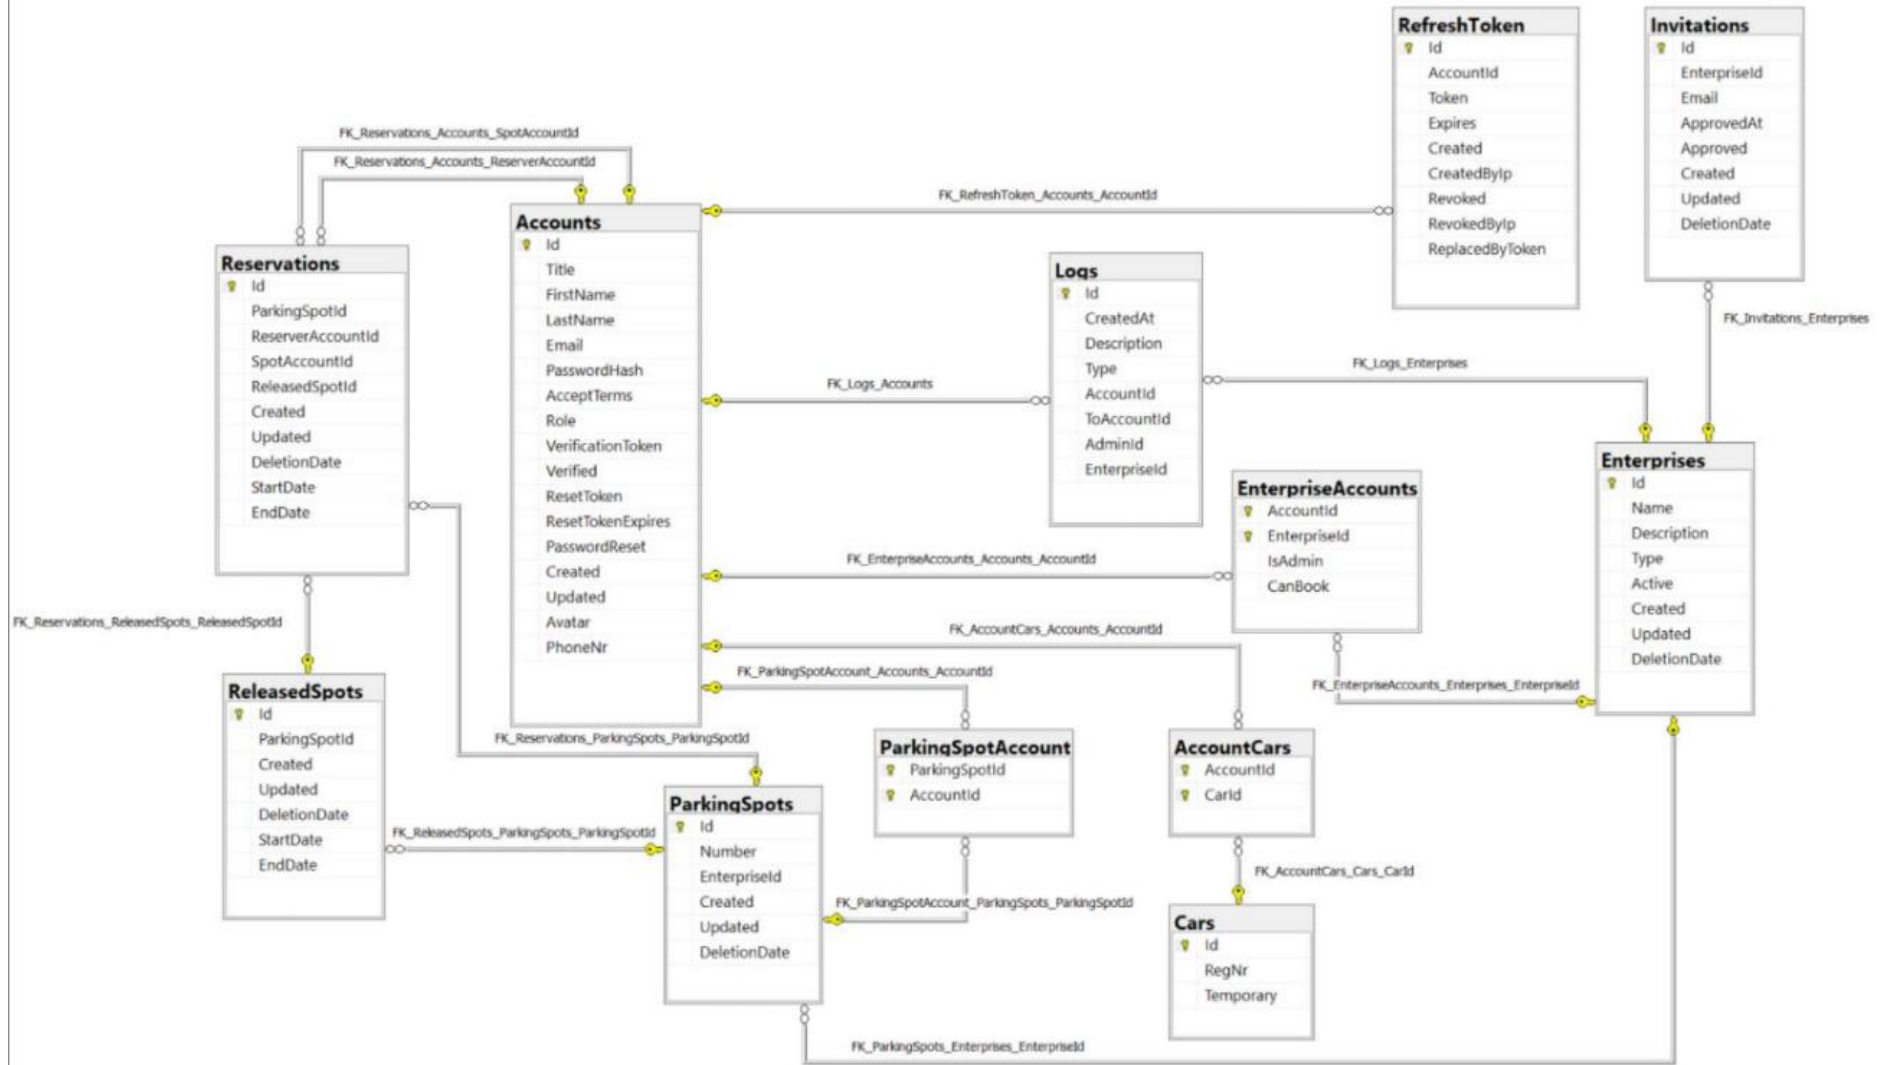 RefreshToken
Id
AccountId
Token
Expires
Created
CreatedByIp
Revoked
RevokedByIp
ReplacedByToken
Invitations
Id
EnterpriseId
Email
ApprovedAt
Approved
Created
Updated
DeletionDate
FK_Reservations_Accounts_SpotAccountId
FK_Reservations_Accounts_ReserverAccountId
FK_RefreshToken_Accounts_AccountId
Accounts
Id
Title
FirstName
LastName
Email
PasswordHash
AcceptTerms
Role
VerificationToken
Verified
ResetToken
ResetTokenExpires
PasswordReset
Created
Updated
Avatar
PhoneNr
Reservations
Id
ParkingSpotId
ReserverAccountId
SpotAccountId
ReleasedSpotId
Created
Updated
DeletionDate
StartDate
EndDate
Logs
Id
CreatedAt
Description
Type
AccountId
ToAccountId
AdminId
EnterpriseId
FK_Invitations_Enterprises
FK_Logs_Enterprises
FK_Logs_Accounts
Enterprises
Id
Name
Description
Type
Active
Created
Updated
DeletionDate
EnterpriseAccounts
AccountId
EnterpriseId
IsAdmin
CanBook
FK_EnterpriseAccounts_Accounts_AccountId
FK_Reservations_ReleasedSpots_ReleasedSpotId
FK_AccountCars_Accounts_AccountId
FK_ParkingSpotAccount_Accounts_AccountId
FK_EnterpriseAccounts_Enterprises_EnterpriseId
ReleasedSpots
Id
ParkingSpotId
Created
Updated
DeletionDate
StartDate
EndDate
FK_Reservations_ParkingSpots_ParkingSpotId
ParkingSpotAccount
ParkingSpotId
AccountId
AccountCars
AccountId
CarId
ParkingSpots
Id
Number
EnterpriseId
Created
Updated
DeletionDate
FK_ReleasedSpots_ParkingSpots_ParkingSpotId
FK_AccountCars_Cars_CarId
FK_ParkingSpotAccount_ParkingSpots_ParkingSpotId
Cars
Id
RegNr
Temporary
FK_ParkingSpots_Enterprises_EnterpriseId